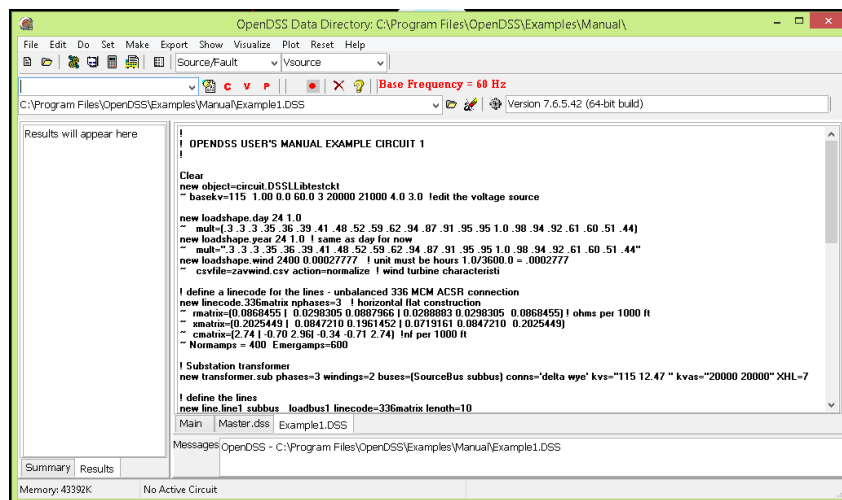 OpenDSS Data Directory: C:\Program Files\OpenDSS\Examples\Manual\
File Edit Do Set Make Export Show Visualize Plot Reset Help
Source/Fault Vsource
C V P Base Frequency = 60 Hz
C:\Program Files\OpenDSS\Examples\Manual\Example1.DSS Version 7.6.5.42 (64-bit build)
Results will appear here
!
! OPENDSS USER'S MANUAL EXAMPLE CIRCUIT 1
!
Clear
new object=circuit.DSSLLibtestckt
~ basekv=115 1.00 0.0 60.0 3 20000 21000 4.0 3.0 !edit the voltage source
new loadshape.day 24 1.0
~ mult=(.3 .3 .3 .35 .36 .39 .41 .48 .52 .59 .62 .94 .87 .91 .95 .95 1.0 .98 .94 .92 .61 .60 .51 .44)
new loadshape.year 24 1.0 ! same as day for now
~ mult=".3 .3 .3 .35 .36 .39 .41 .48 .52 .59 .62 .94 .87 .91 .95 .95 1.0 .98 .94 .92 .61 .60 .51 .44"
new loadshape.wind 2400 0.00027777 ! unit must be hours 1.0/3600.0 = .0002777
~ csvfile=zavwind.csv action=normalize ! wind turbine characteristi
! define a linecode for the lines - unbalanced 336 MCM ACSR connection
new linecode.336matrix nphases=3 ! horizontal flat construction
~ rmatrix=(0.0868455 | 0.0298305 0.0887966 | 0.0288883 0.0298305 0.0868455) ! ohms per 1000 ft
~ xmatrix=(0.2025449 | 0.0847210 0.1961452 | 0.0719161 0.0847210 0.2025449)
~ cmatrix=(2.74 | -0.70 2.96| -0.34 -0.71 2.74) !nf per 1000 ft
~ Normamps = 400 Emergamps=600
! Substation transformer
new transformer.sub phases=3 windings=2 buses=(SourceBus subbus) conns='delta wye' kvs="115 12.47 " kvas="20000 20000" XHL=7
! define the lines
new line.line1 subbus loadbus1 linecode=336matrix length=10
Main Master.dss Example1.DSS
Messages OpenDSS - C:\Program Files\OpenDSS\Examples\Manual\Example1.DSS
Summary Results
Memory: 43392K No Active Circuit